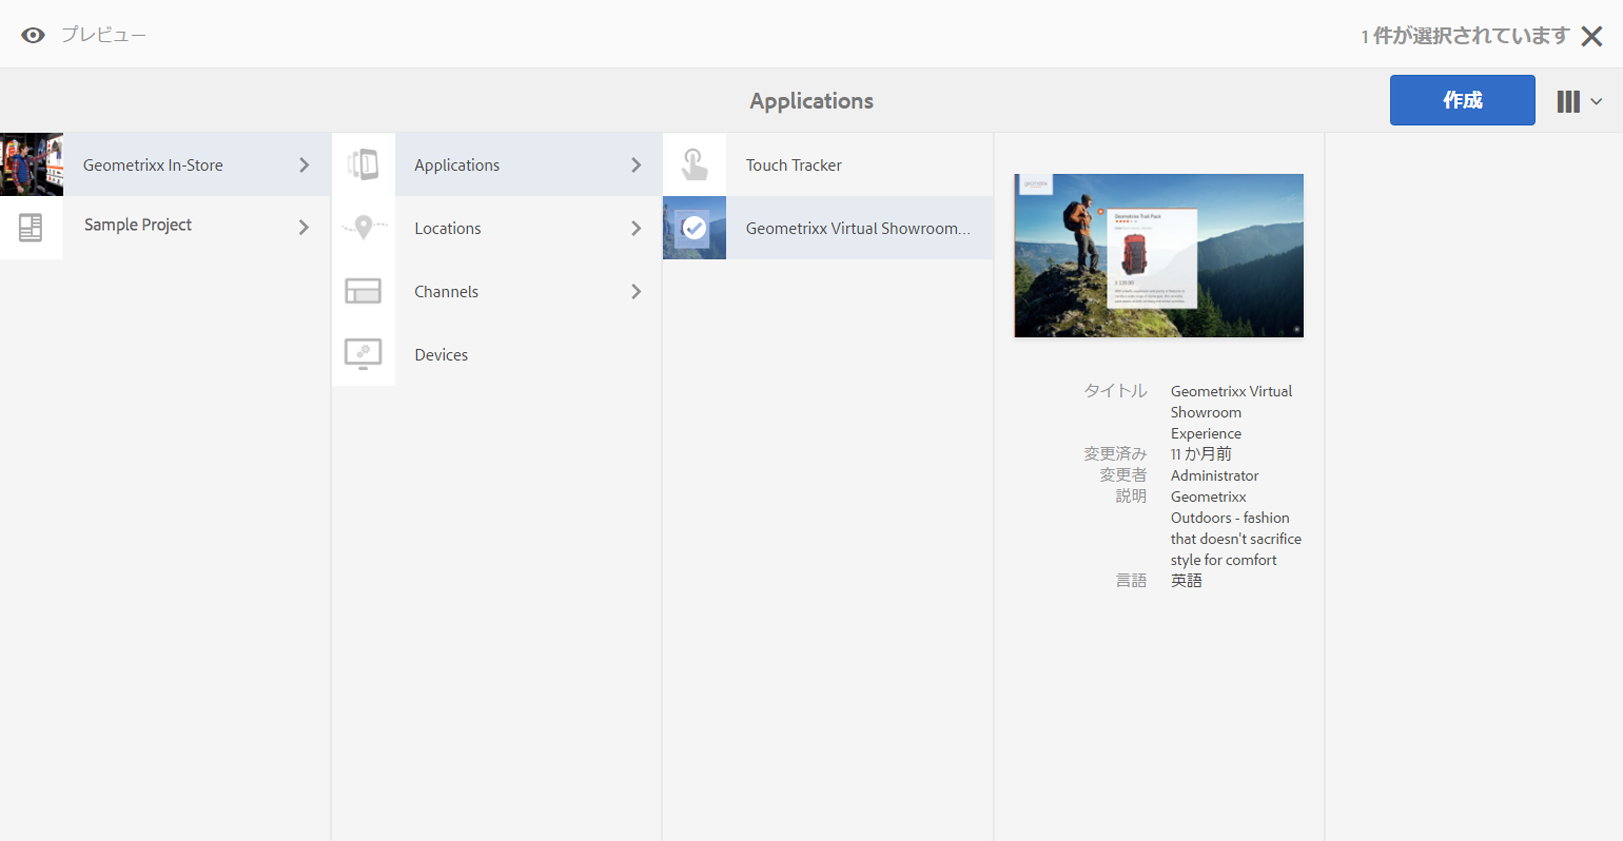 プレビュー
1 件が選択されています
Applications
作成
Geometrixx In-Store
Sample Project
Applications
Locations
Channels
Devices
Touch Tracker
Geometrixx Virtual Showroom...
Geometrixx Trail Pack
タイトル
Geometrixx Virtual
Showroom
Experience
変更済み
11 か月前
変更者
Administrator
説明
Geometrixx
Outdoors - fashion
that doesn't sacrifice
style for comfort
言語
英語